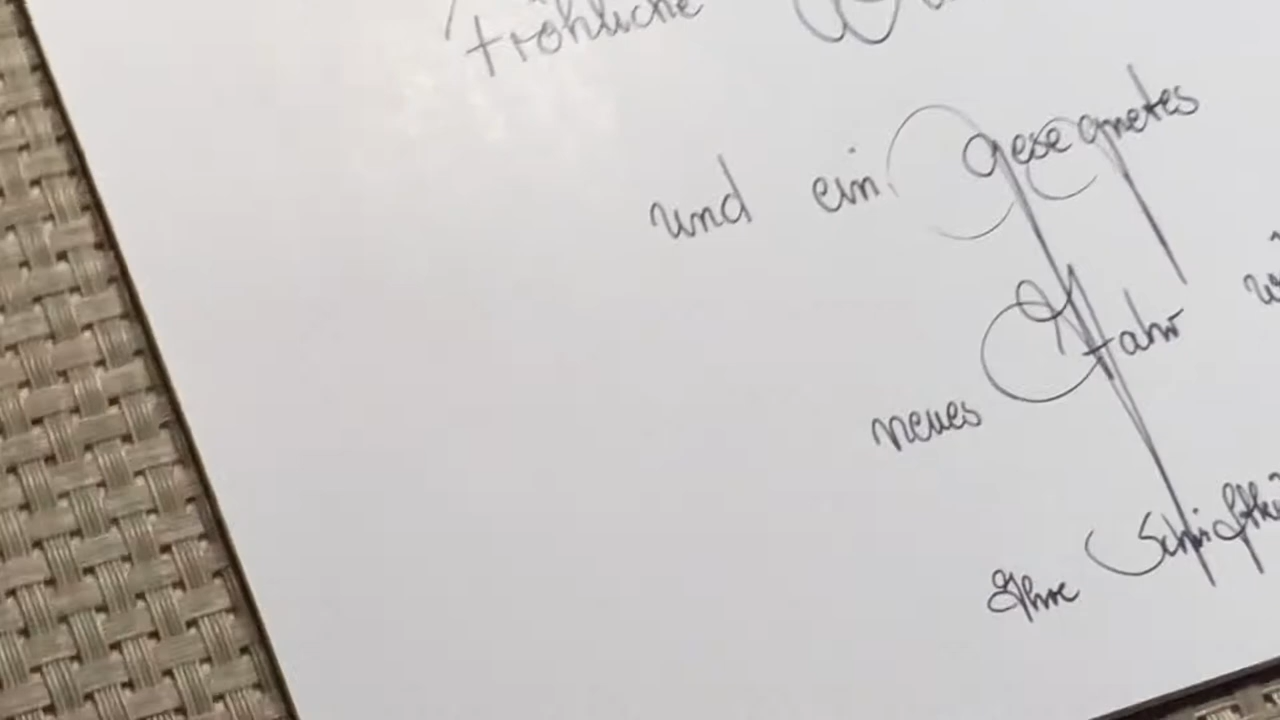 fröhliche
und ein gesegnetes
neues Jahr
Ihre